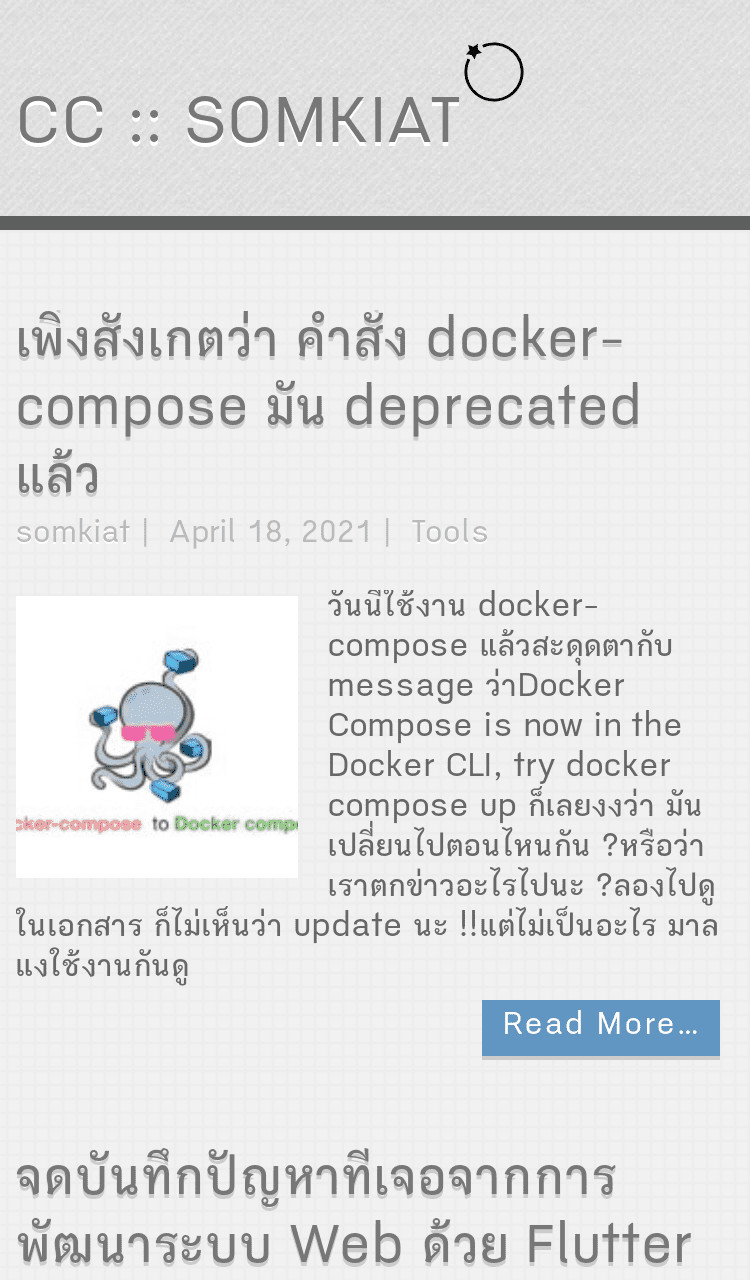 CC :: SOMKIAT
เพิ่งสังเกตว่า คำสั่ง docker-
compose มัน deprecated
แล้ว
somkiat | April 18, 2021 | Tools
วันนี้ใช้งาน docker-
compose แล้วสะดุดตากับ
message ว่าDocker
Compose is now in the
Docker CLI, try docker
compose up ก็เลยงงว่า มัน
เปลี่ยนไปตอนไหนกัน ?หรือว่า
เราตกข่าวอะไรไปนะ ?ลองไปดู
cker-compose to Docker compo
ในเอกสาร ก็ไม่เห็นว่า update นะ !!แต่ไม่เป็นอะไร มาล
แงใช้งานกันดู
Read More…
จดบันทึกปัญหาที่เจอจากการ
พัฒนาระบบ Web ด้วย Flutter